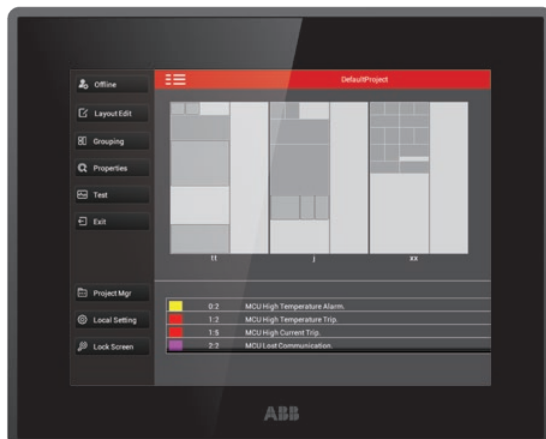 Offline
Layout Edit
Grouping
Properties
Test
Exit
Project Mgr
Local Setting
Lock Screen
DefaultProject
tt
j
xx
0:2 MCU High Temperature Alarm.
1:2 MCU High Temperature Trip.
1:5 MCU High Current Trip.
2:2 MCU Lost Communication.
ABB